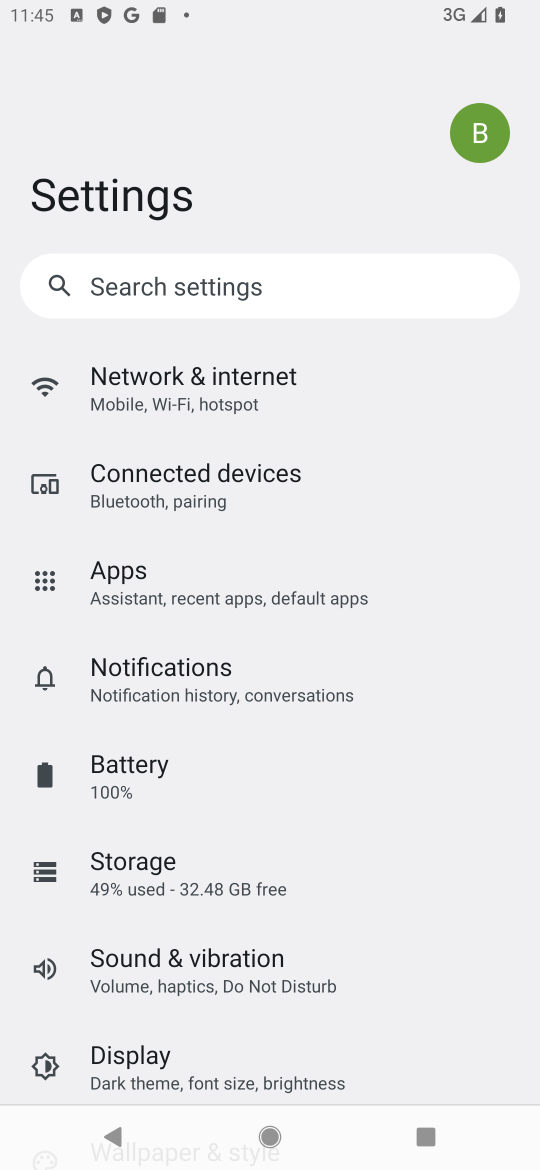 11:45
3G
B
Settings
Search settings
Network & internet
Mobile, Wi-Fi, hotspot
Connected devices
Bluetooth, pairing
Apps
Assistant, recent apps, default apps
Notifications
Notification history, conversations
Battery
100%
Storage
49% used - 32.48 GB free
Sound & vibration
Volume, haptics, Do Not Disturb
Display
Dark theme, font size, brightness
Wallpaper & style